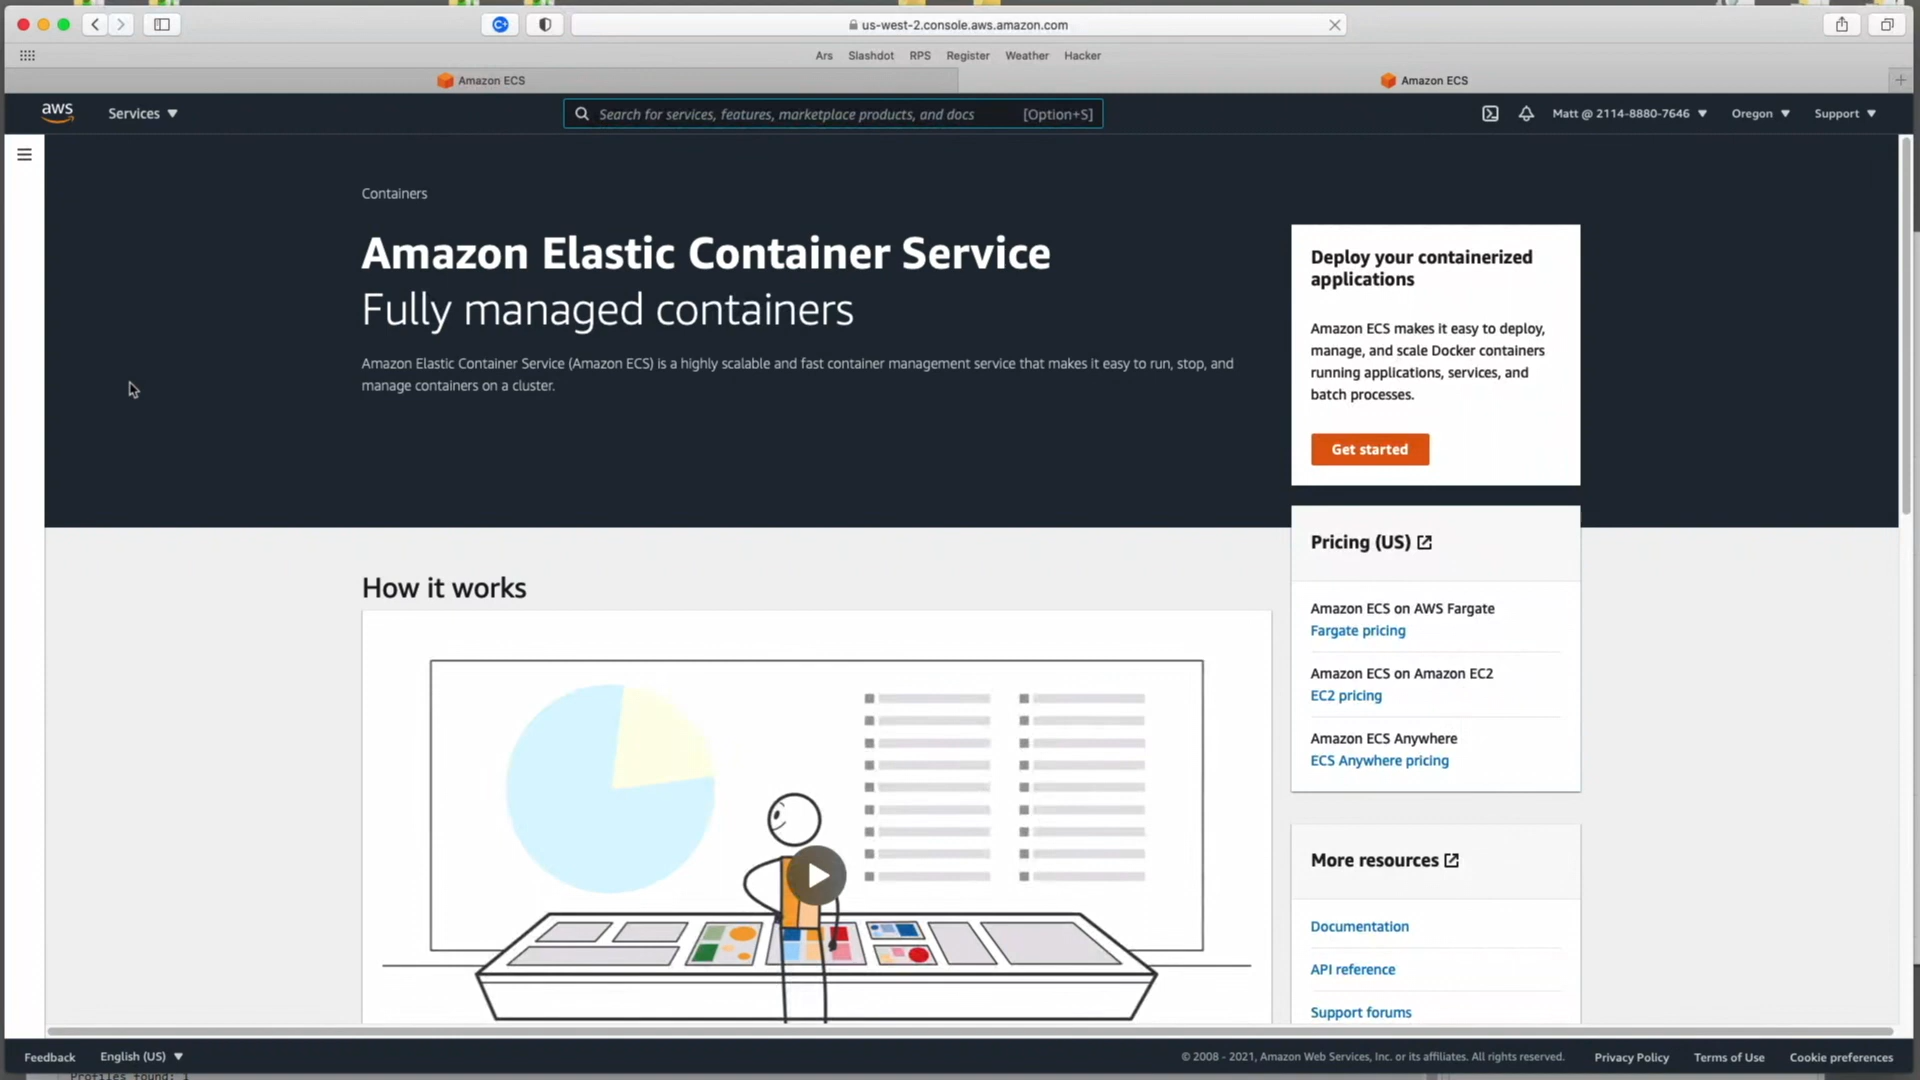 us-west-2.console.aws.amazon.com
Ars Slashdot RPS Register Weather Hacker
Amazon ECS
Amazon ECS
aws
Services
Search for services, features, marketplace products, and docs [Option+S]
Matt @ 2114-8880-7646
Oregon
Support
Containers
Amazon Elastic Container Service
Fully managed containers
Amazon Elastic Container Service (Amazon ECS) is a highly scalable and fast container management service that makes it easy to run, stop, and
manage containers on a cluster.
Deploy your containerized
applications
Amazon ECS makes it easy to deploy,
manage, and scale Docker containers
running applications, services, and
batch processes.
Get started
Pricing (US)
Amazon ECS on AWS Fargate
Fargate pricing
Amazon ECS on Amazon EC2
EC2 pricing
Amazon ECS Anywhere
ECS Anywhere pricing
How it works
More resources
Documentation
API reference
Support forums
Feedback
English (US)
© 2008 - 2021, Amazon Web Services, Inc. or its affiliates. All rights reserved.
Privacy Policy
Terms of Use
Cookie preferences
Profiles found: 1